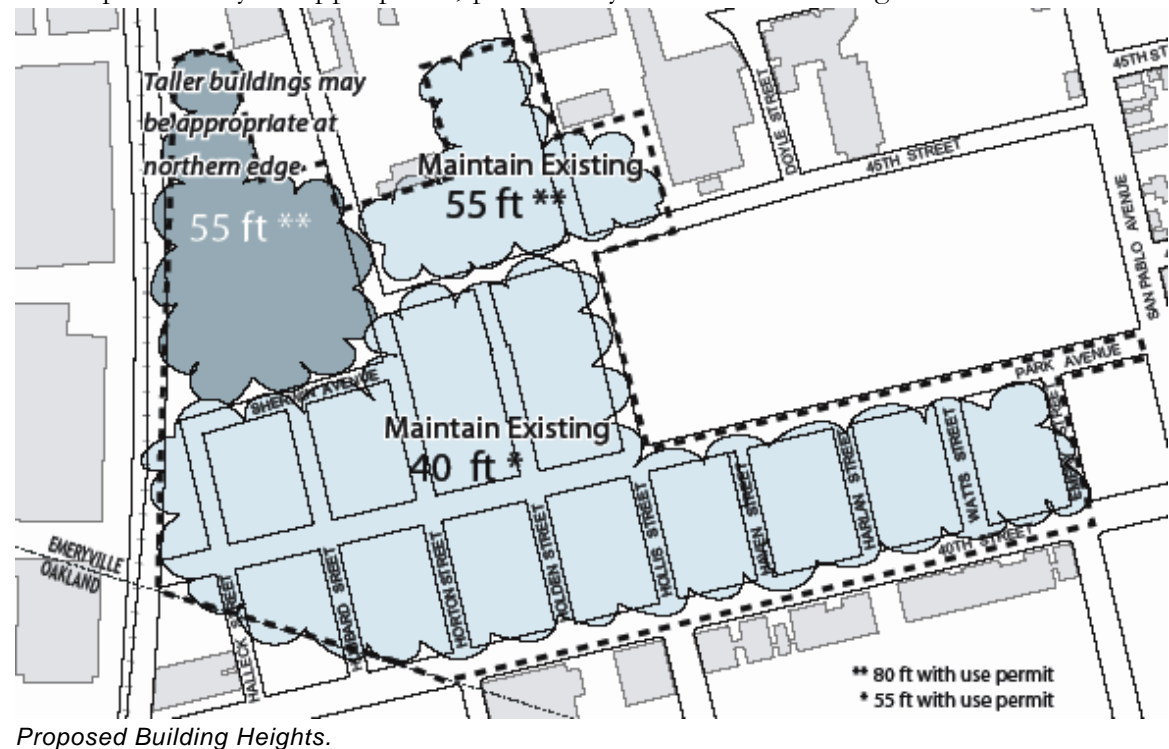 Taller buildings may
be appropriate at
northern edge.
55 ft **
Maintain Existing
55 ft **
DOYLE STREET
45TH STREET
45TH ST
SAN PABLO AVENUE
SHERWIN AVENUE
PARK AVENUE
Maintain Existing
40 ft *
EMERYVILLE
OAKLAND
HALLECK STREET
HUBBARD STREET
HORTON STREET
HOLDEN STREET
HOLLIS STREET
HAVEN STREET
HARLAN STREET
WATTS STREET
40TH STREET
** 80 ft with use permit
* 55 ft with use permit
Proposed Building Heights.